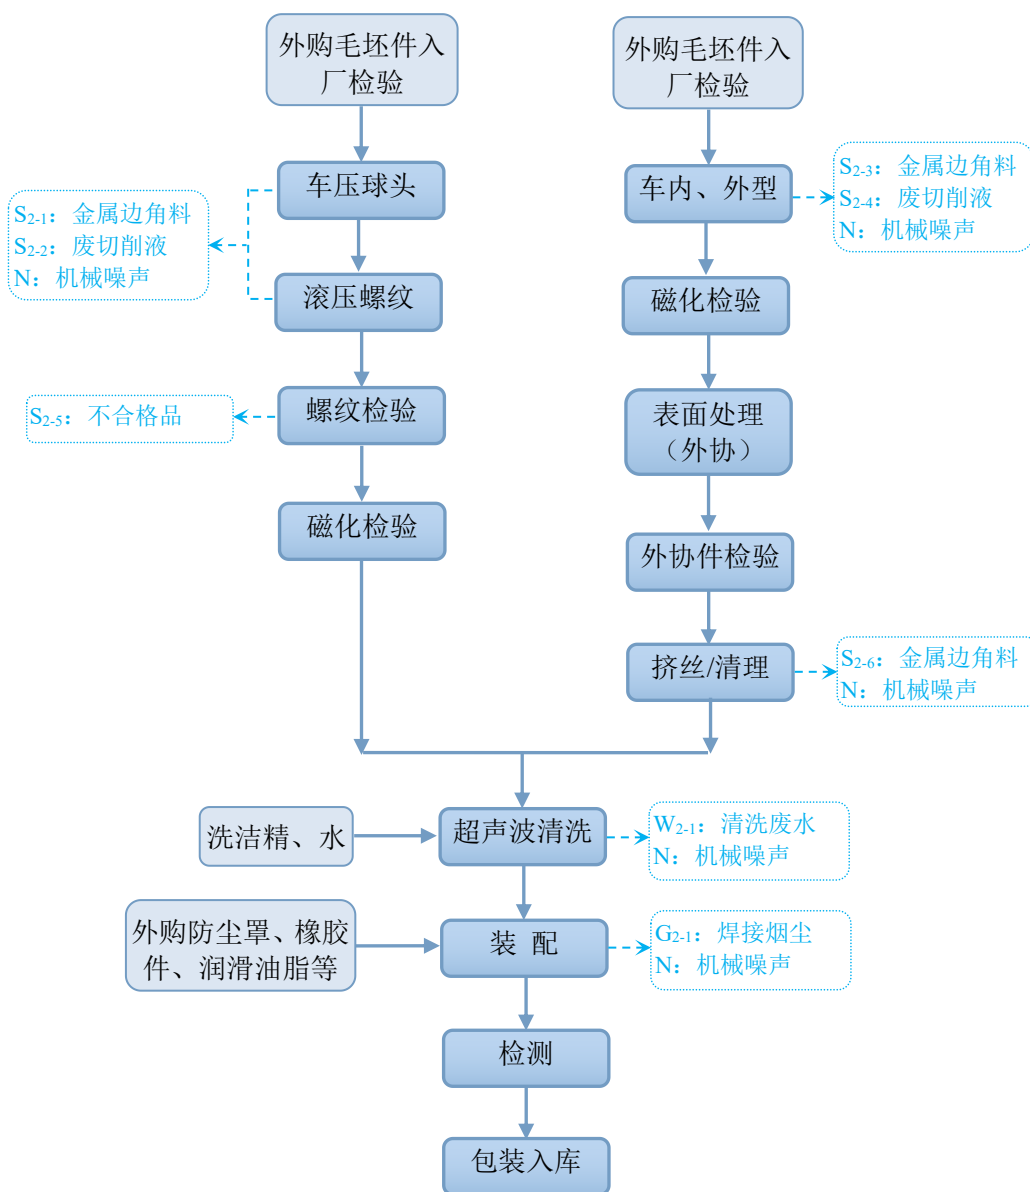 外购毛坯件入
厂检验
外购毛坯件入
厂检验
车压球头
车内、外型
S2-3：金属边角料
S2-4：废切削液
N：机械噪声
S2-1：金属边角料
S2-2：废切削液
N：机械噪声
滚压螺纹
磁化检验
S2-5：不合格品
螺纹检验
表面处理
（外协）
磁化检验
外协件检验
挤丝/清理
S2-6：金属边角料
N：机械噪声
洗洁精、水
超声波清洗
W2-1：清洗废水
N：机械噪声
外购防尘罩、橡胶
件、润滑油脂等
装 配
G2-1：焊接烟尘
N：机械噪声
检测
包装入库